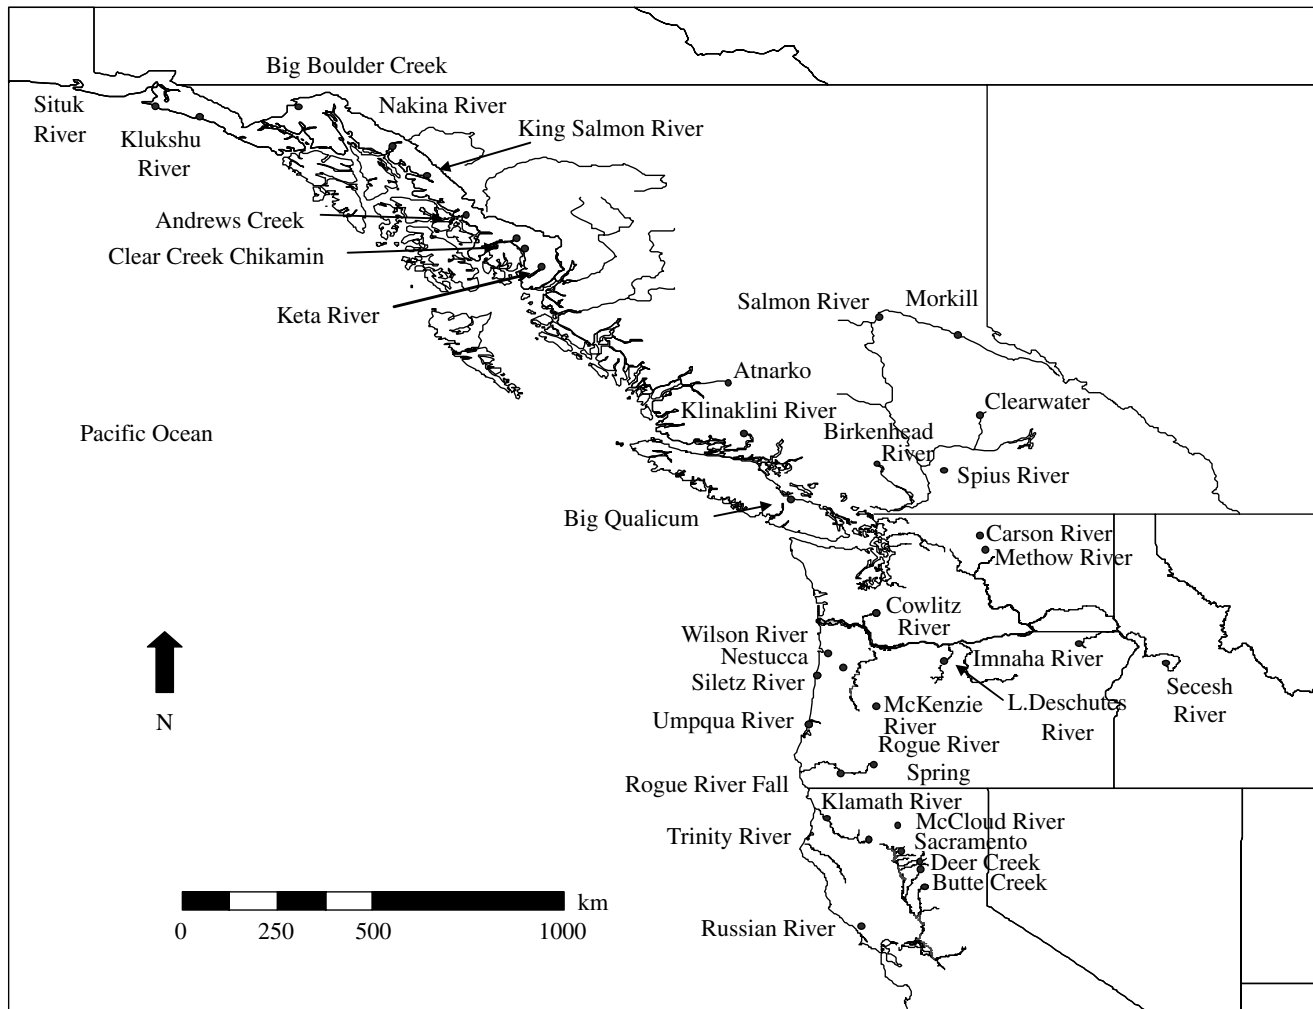 Big Boulder Creek
Situk
River
Nakina River
King Salmon River
Klukshu
River
Andrews Creek
Clear Creek Chikamin
Keta River
Salmon River
Morkill
Atnarko
Klinaklini River
Clearwater
Birkenhead
River
Pacific Ocean
Spius River
Big Qualicum
Carson River
Methow River
Cowlitz
River
Wilson River
Nestucca
Siletz River
Imnaha River
Secesh
River
L.Deschutes
River
McKenzie
River
Umpqua River
N
Rogue River
Spring
Rogue River Fall
Klamath River
McCloud River
Trinity River
Sacramento
Deer Creek
Butte Creek
km
0 250 500 1000
Russian River